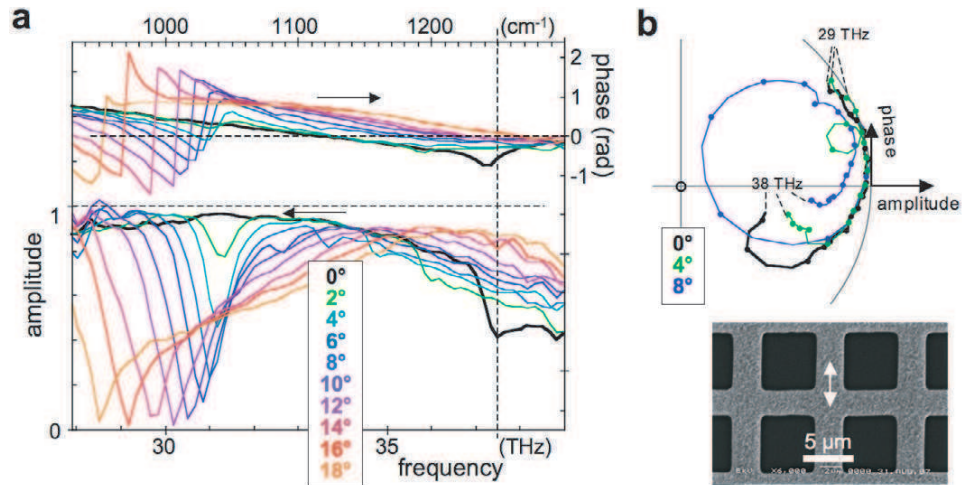 a
1000
1100
1200
(cm⁻¹)
2
1
0
-1
phase (rad)
1
0
amplitude
0°
2°
4°
6°
8°
10°
12°
14°
16°
18°
30
35
(THz)
frequency
b
29 THz
phase
38 THz
amplitude
0°
4°
8°
5 µm